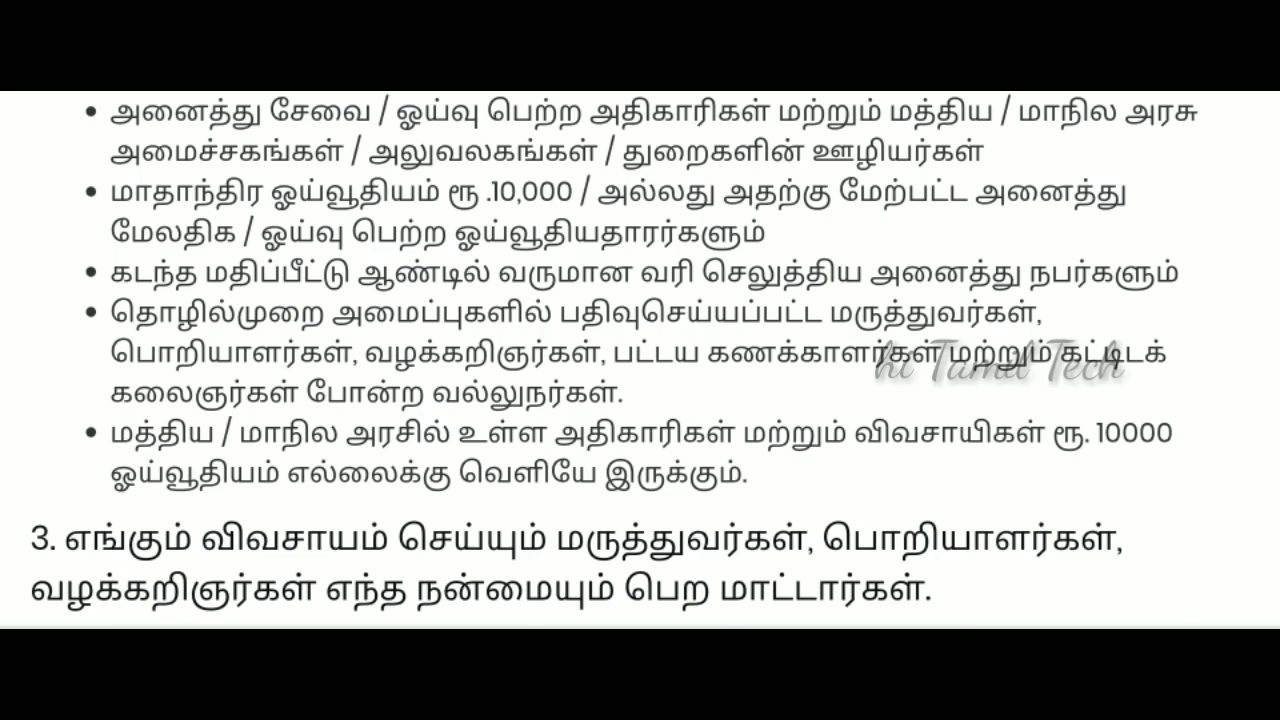 • அனைத்து சேவை / ஓய்வு பெற்ற அதிகாரிகள் மற்றும் மத்திய / மாநில அரசு
அமைச்சகங்கள் / அலுவலகங்கள் / துறைகளின் ஊழியர்கள்
• மாதாந்திர ஓய்வூதியம் ரூ .10,000 / அல்லது அதற்கு மேற்பட்ட அனைத்து
மேலதிக / ஓய்வு பெற்ற ஓய்வூதியதாரர்களும்
• கடந்த மதிப்பீட்டு ஆண்டில் வருமான வரி செலுத்திய அனைத்து நபர்களும்
• தொழில்முறை அமைப்புகளில் பதிவுசெய்யப்பட்ட மருத்துவர்கள்,
பொறியாளர்கள், வழக்கறிஞர்கள், பட்டய கணக்காளர்கள் மற்றும் கட்டிடக்
hi Tamil Tech
கலைஞர்கள் போன்ற வல்லுநர்கள்.
• மத்திய / மாநில அரசில் உள்ள அதிகாரிகள் மற்றும் விவசாயிகள் ரூ. 10000
ஓய்வூதியம் எல்லைக்கு வெளியே இருக்கும்.
3. எங்கும் விவசாயம் செய்யும் மருத்துவர்கள், பொறியாளர்கள்,
வழக்கறிஞர்கள் எந்த நன்மையும் பெற மாட்டார்கள்.